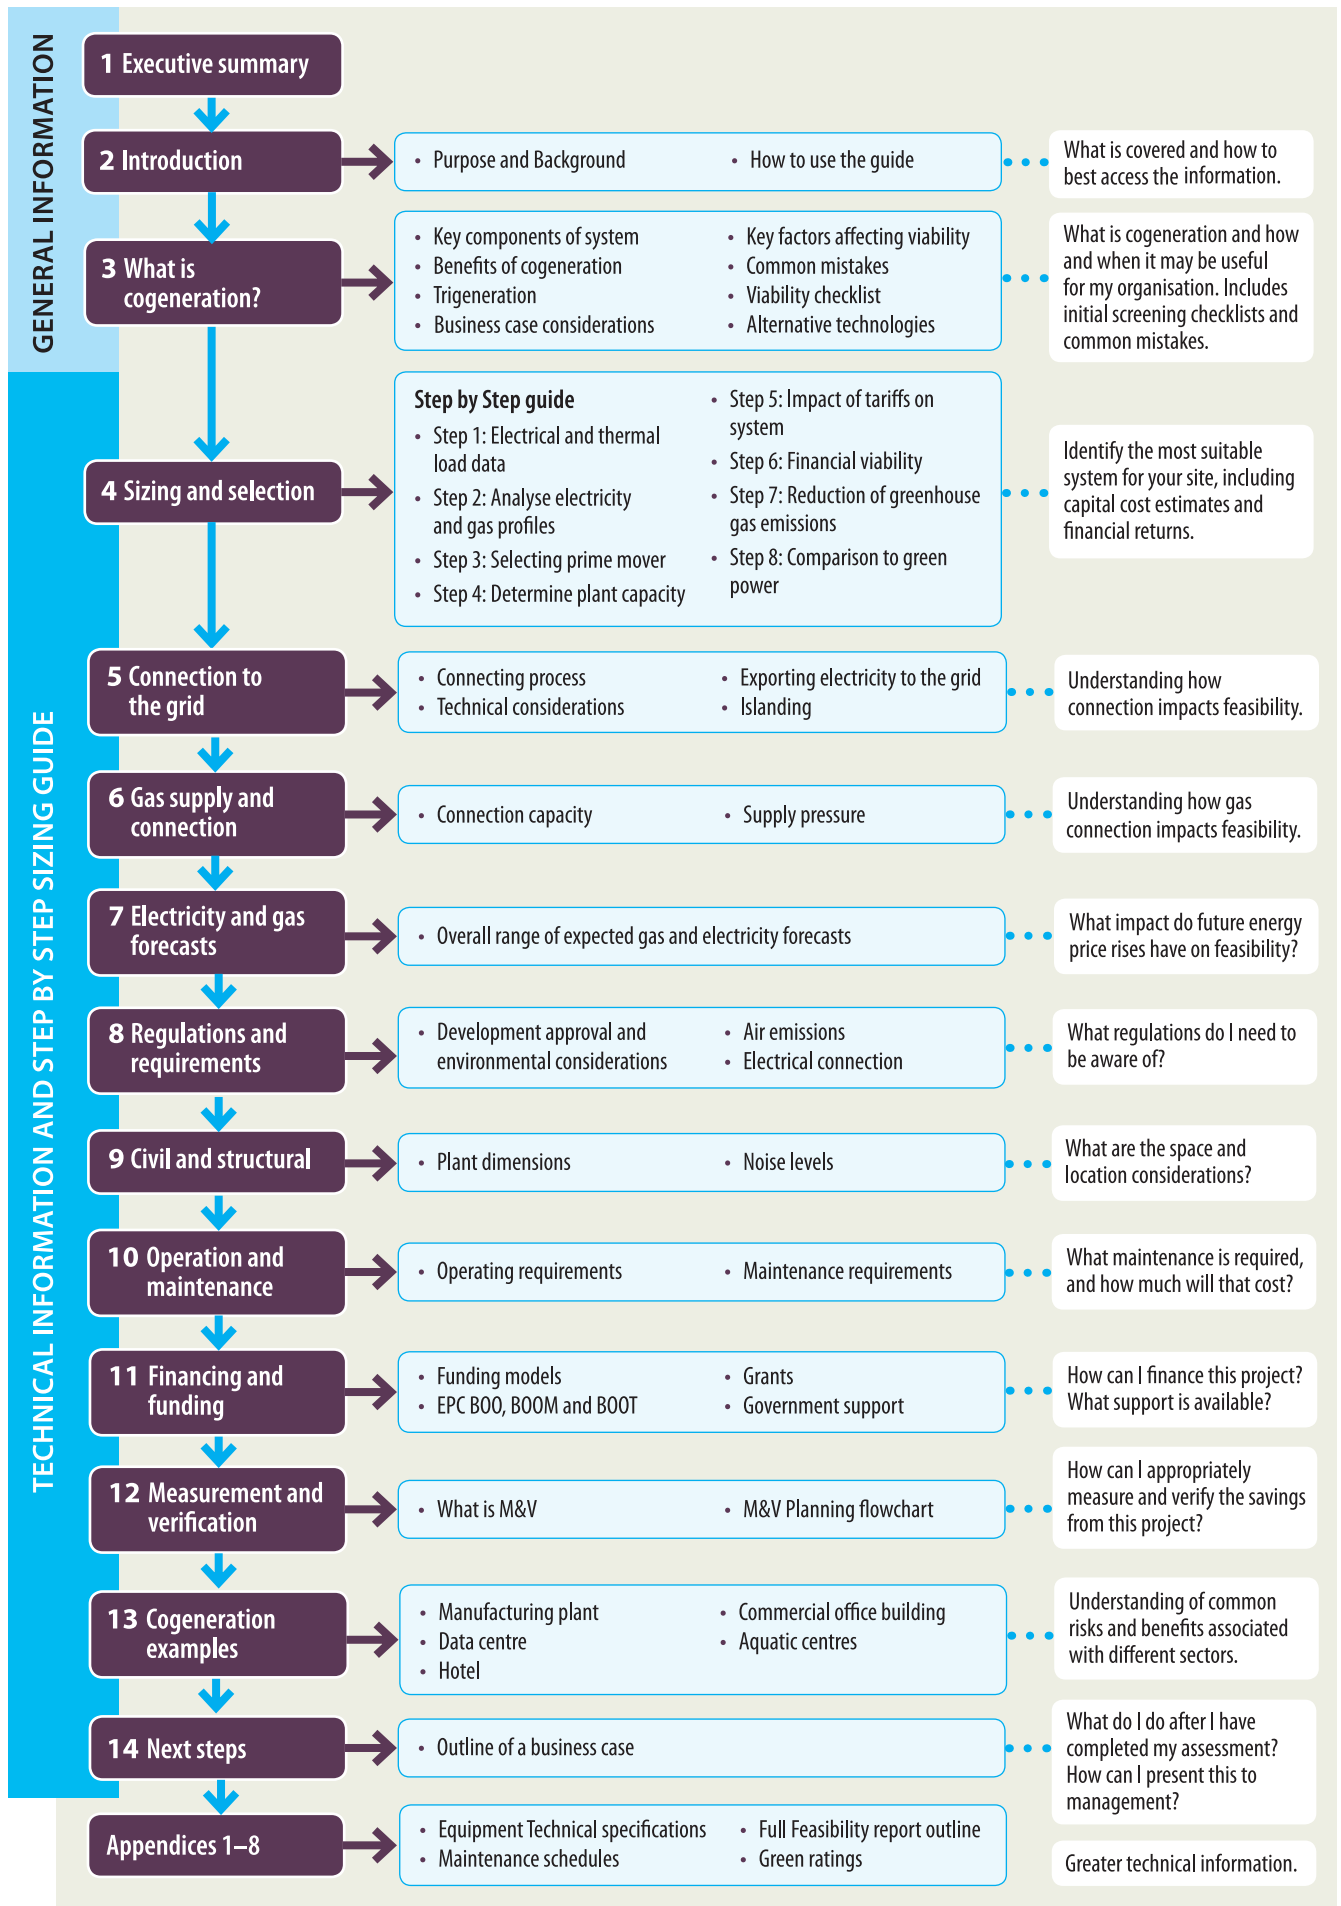 GENERAL INFORMATION
1 Executive summary
2 Introduction
• Purpose and Background
• How to use the guide
What is covered and how to
best access the information.
3 What is
cogeneration?
• Key components of system
• Benefits of cogeneration
• Trigeneration
• Business case considerations
• Key factors affecting viability
• Common mistakes
• Viability checklist
• Alternative technologies
What is cogeneration and how
and when it may be useful
for my organisation. Includes
initial screening checklists and
common mistakes.
TECHNICAL INFORMATION AND STEP BY STEP SIZING GUIDE
4 Sizing and selection
Step by Step guide
• Step 1: Electrical and thermal
load data
• Step 2: Analyse electricity
and gas profiles
• Step 3: Selecting prime mover
• Step 4: Determine plant capacity
• Step 5: Impact of tariffs on
system
• Step 6: Financial viability
• Step 7: Reduction of greenhouse
gas emissions
• Step 8: Comparison to green
power
Identify the most suitable
system for your site, including
capital cost estimates and
financial returns.
5 Connection to
the grid
• Connecting process
• Technical considerations
• Exporting electricity to the grid
• Islanding
Understanding how
connection impacts feasibility.
6 Gas supply and
connection
• Connection capacity
• Supply pressure
Understanding how gas
connection impacts feasibility.
7 Electricity and gas
forecasts
• Overall range of expected gas and electricity forecasts
What impact do future energy
price rises have on feasibility?
8 Regulations and
requirements
• Development approval and
environmental considerations
• Air emissions
• Electrical connection
What regulations do I need to
be aware of?
9 Civil and structural
• Plant dimensions
• Noise levels
What are the space and
location considerations?
10 Operation and
maintenance
• Operating requirements
• Maintenance requirements
What maintenance is required,
and how much will that cost?
11 Financing and
funding
• Funding models
• EPC BOO, BOOM and BOOT
• Grants
• Government support
How can I finance this project?
What support is available?
12 Measurement and
verification
• What is M&V
• M&V Planning flowchart
How can I appropriately
measure and verify the savings
from this project?
13 Cogeneration
examples
• Manufacturing plant
• Data centre
• Hotel
• Commercial office building
• Aquatic centres
Understanding of common
risks and benefits associated
with different sectors.
14 Next steps
• Outline of a business case
What do I do after I have
completed my assessment?
How can I present this to
management?
Appendices 1–8
• Equipment Technical specifications
• Maintenance schedules
• Full Feasibility report outline
• Green ratings
Greater technical information.